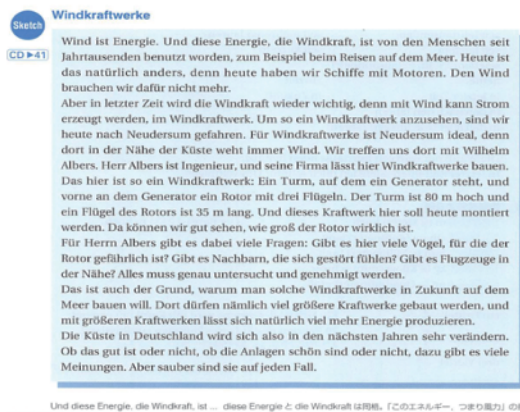 Sketch
Windkraftwerke
CD▶41
Wind ist Energie. Und diese Energie, die Windkraft, ist von den Menschen seit
Jahrtausenden benutzt worden, zum Beispiel beim Reisen auf dem Meer. Heute ist
das natürlich anders, denn heute haben wir Schiffe mit Motoren. Den Wind
brauchen wir dafür nicht mehr.
Aber in letzter Zeit wird die Windkraft wieder wichtig, denn mit Wind kann Strom
erzeugt werden, im Windkraftwerk. Um so ein Windkraftwerk anzusehen, sind wir
heute nach Neudersum gefahren. Für Windkraftwerke ist Neudersum ideal, denn
dort in der Nähe der Küste weht immer Wind. Wir treffen uns dort mit Wilhelm
Albers. Herr Albers ist Ingenieur, und seine Firma lässt hier Windkraftwerke bauen.
Das hier ist so ein Windkraftwerk: Ein Turm, auf dem ein Generator steht, und
vorne an dem Generator ein Rotor mit drei Flügeln. Der Turm ist 80 m hoch und
ein Flügel des Rotors ist 35 m lang. Und dieses Kraftwerk hier soll heute montiert
werden. Da können wir gut sehen, wie groß der Rotor wirklich ist.
Für Herrn Albers gibt es dabei viele Fragen: Gibt es hier viele Vögel, für die der
Rotor gefährlich ist? Gibt es Nachbarn, die sich gestört fühlen? Gibt es Flugzeuge in
der Nähe? Alles muss genau untersucht und genehmigt werden.
Das ist auch der Grund, warum man solche Windkraftwerke in Zukunft auf dem
Meer bauen will. Dort dürfen nämlich viel größere Kraftwerke gebaut werden, und
mit größeren Kraftwerken lässt sich natürlich viel mehr Energie produzieren.
Die Küste in Deutschland wird sich also in den nächsten Jahren sehr verändern.
Ob das gut ist oder nicht, ob die Anlagen schön sind oder nicht, dazu gibt es viele
Meinungen. Aber sauber sind sie auf jeden Fall.
Und diese Energie, die Windkraft, ist ... diese Energie と die Windkraft は同格。「このエネルギー、つまり風力」の